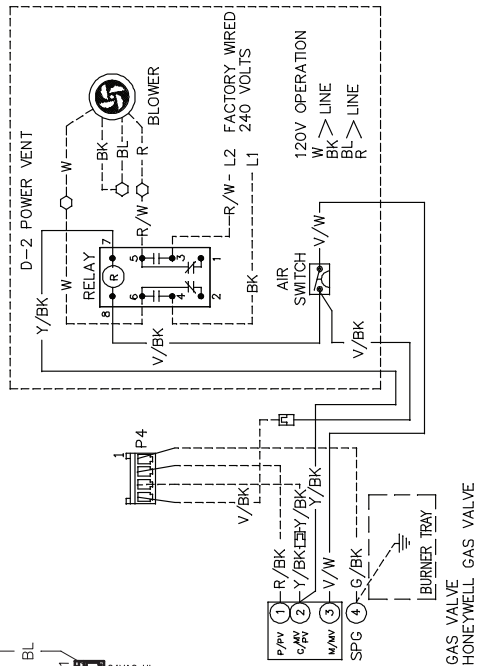 D-2 POWER VENT
BLOWER
W
BK
BL
R
R/W
FACTORY WIRED
240 VOLTS
R/W- L2
L1
BK
120V OPERATION
W > LINE
BK
BL > LINE
R
RELAY
R
7
8
5
3
1
6
4
2
W
Y/BK
V/BK
AIR
SWITCH
V/W
V/BK
1
P4
V/BK
P/PV
1
R/BK
C/MV
/PV
2
Y/BK
Y/BK
Y/BK
M/MV
3
V/W
SPG
4
G/BK
BURNER TRAY
GAS VALVE
HONEYWELL GAS VALVE
BL
1